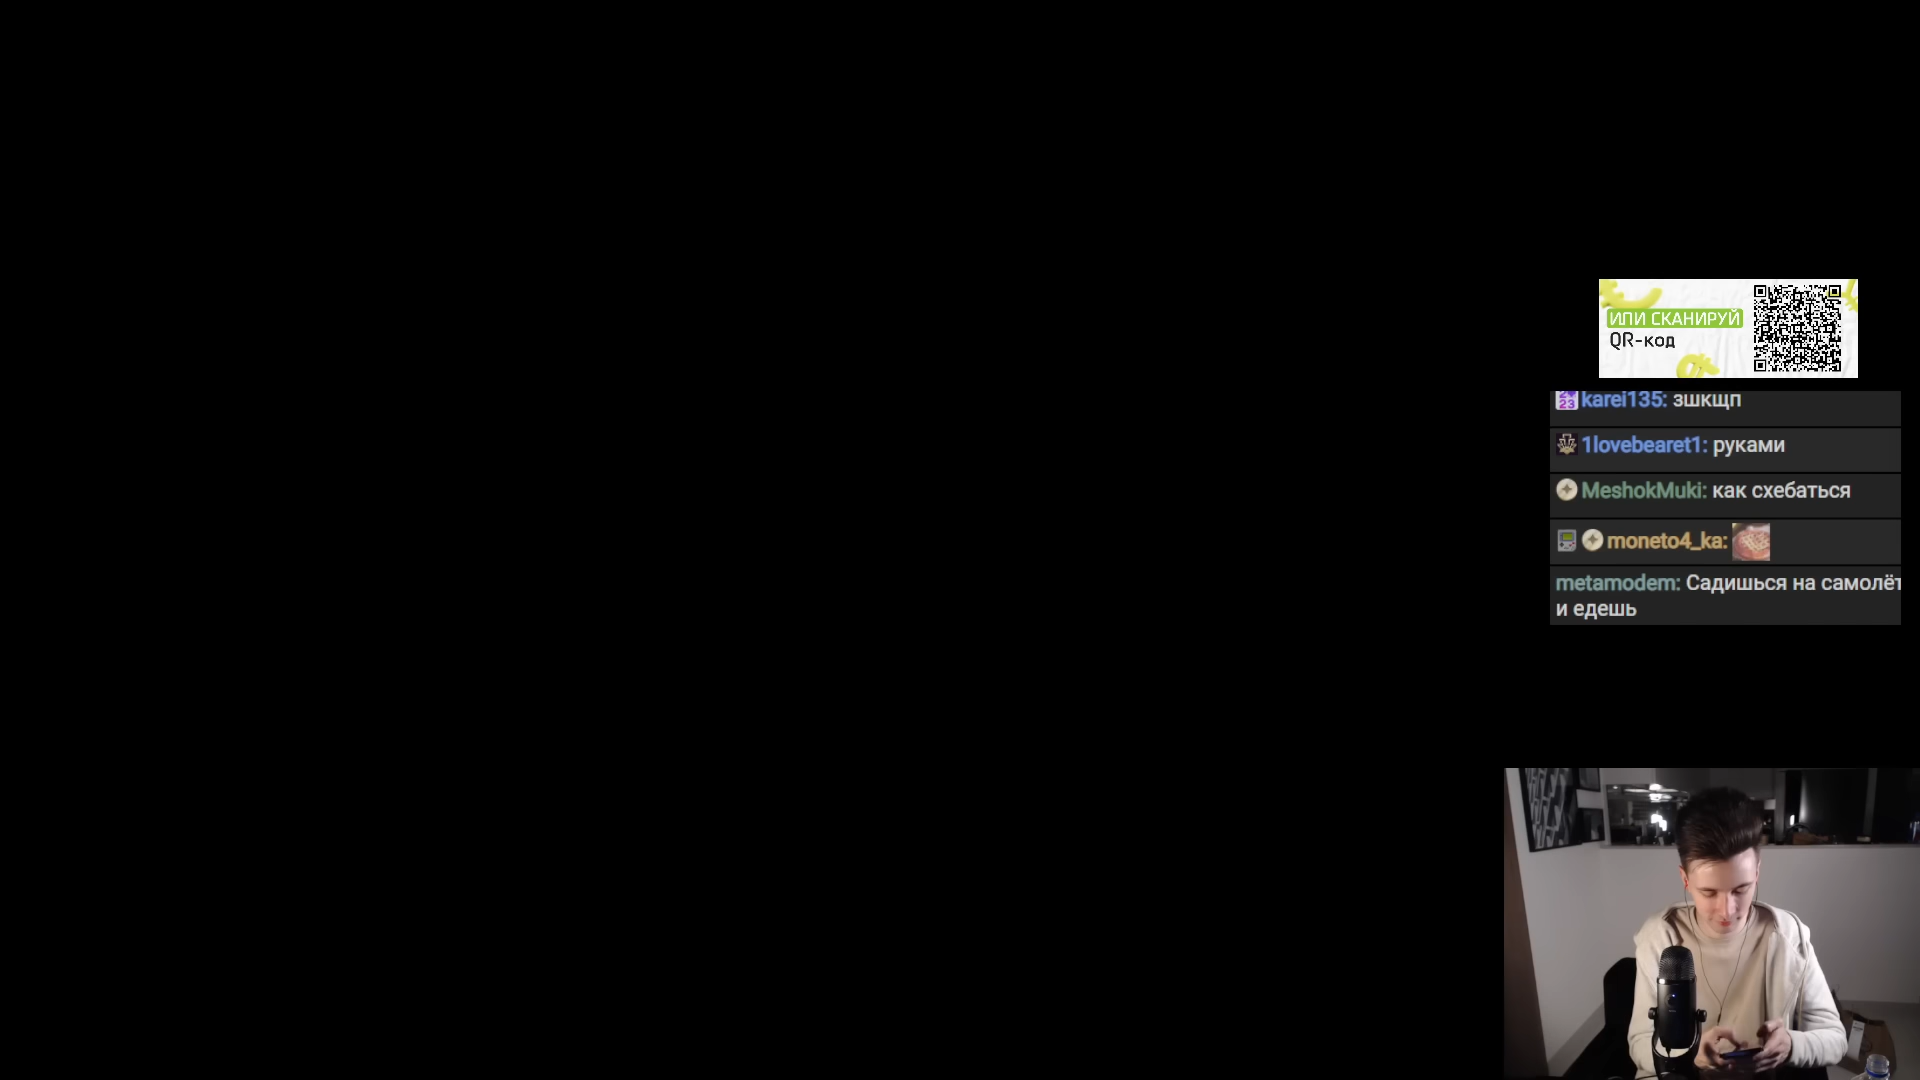 ИЛИ СКАНИРУЙ
QR-код
karei135: зшкщп
1lovebearet1: руками
MeshokMuki: как схебаться
moneto4_ka:
metamodem: Садишься на самолёт
и едешь